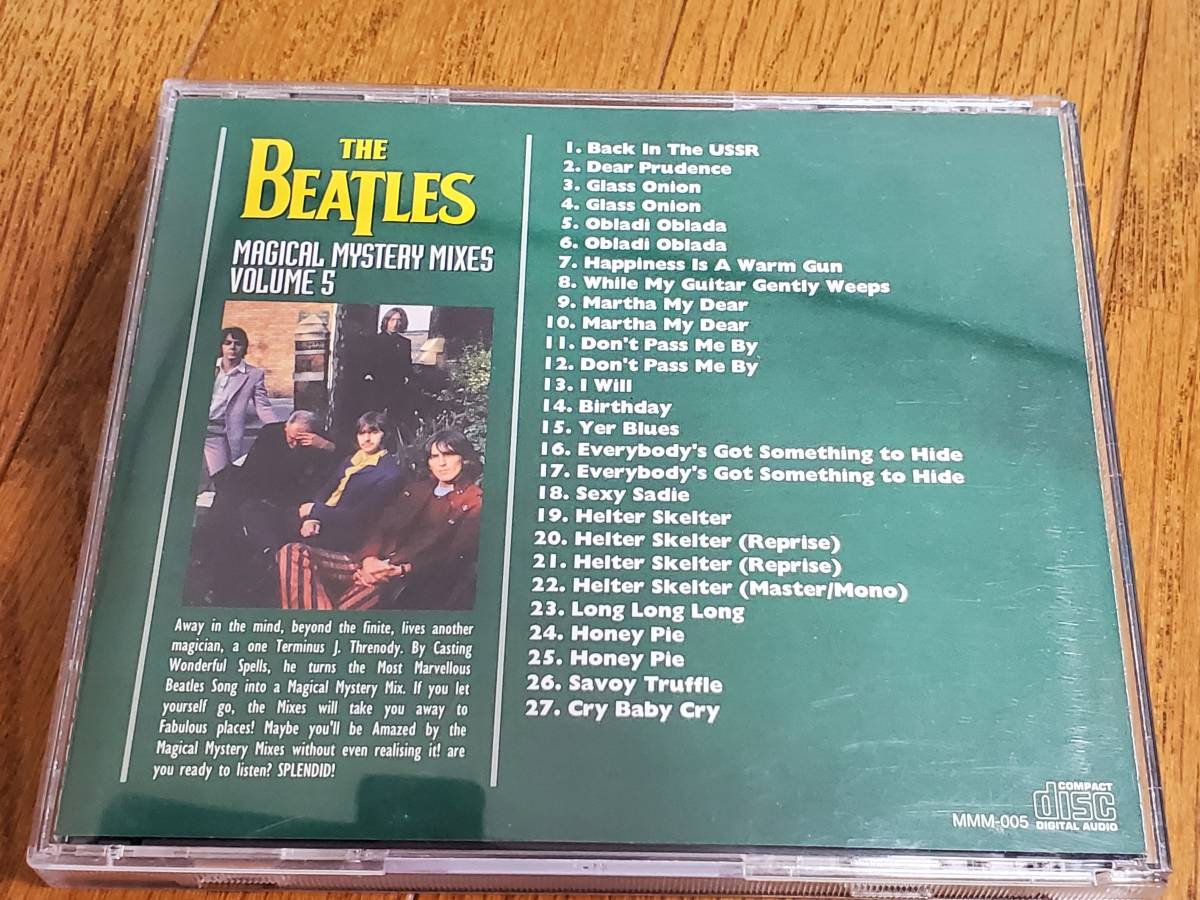 THE
BEATLES
MAGICAL MYSTERY MIXES
VOLUME 5
Away in the mind, beyond the finite, lives another
magician, a one Terminus J. Threnody. By Casting
Wonderful Spells, he turns the Most Marvellous
Beatles Song into a Magical Mystery Mix. If you let
yourself go, the Mixes will take you away to
Fabulous places! Maybe you'll be Amazed by the
Magical Mystery Mixes without even realising it! are
you ready to listen? SPLENDID!
1. Back In The USSR
2. Dear Prudence
3. Glass Onion
4. Glass Onion
5. Obladi Oblada
6. Obladi Oblada
7. Happiness Is A Warm Gun
8. While My Guitar Gently Weeps
9. Martha My Dear
10. Martha My Dear
11. Don't Pass Me By
12. Don't Pass Me By
13. I Will
14. Birthday
15. Yer Blues
16. Everybody's Got Something to Hide
17. Everybody's Got Something to Hide
18. Sexy Sadie
19. Helter Skelter
20. Helter Skelter (Reprise)
21. Helter Skelter (Reprise)
22. Helter Skelter (Master/Mono)
23. Long Long Long
24. Honey Pie
25. Honey Pie
26. Savoy Truffle
27. Cry Baby Cry
MMM-005
COMPACT
disc
DIGITAL AUDIO